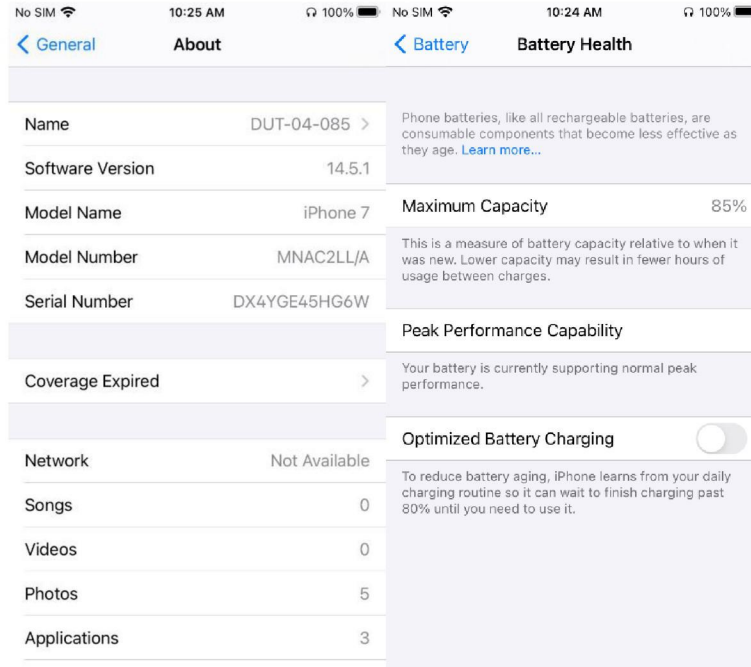 No SIM 10:25 AM 100%
General About
Name DUT-04-085
Software Version 14.5.1
Model Name iPhone 7
Model Number MNAC2LL/A
Serial Number DX4YGE45HG6W
Coverage Expired
Network Not Available
Songs 0
Videos 0
Photos 5
Applications 3
No SIM 10:24 AM 100%
Battery Battery Health
Phone batteries, like all rechargeable batteries, are
consumable components that become less effective as
they age. Learn more...
Maximum Capacity 85%
This is a measure of battery capacity relative to when it
was new. Lower capacity may result in fewer hours of
usage between charges.
Peak Performance Capability
Your battery is currently supporting normal peak
performance.
Optimized Battery Charging
To reduce battery aging, iPhone learns from your daily
charging routine so it can wait to finish charging past
80% until you need to use it.